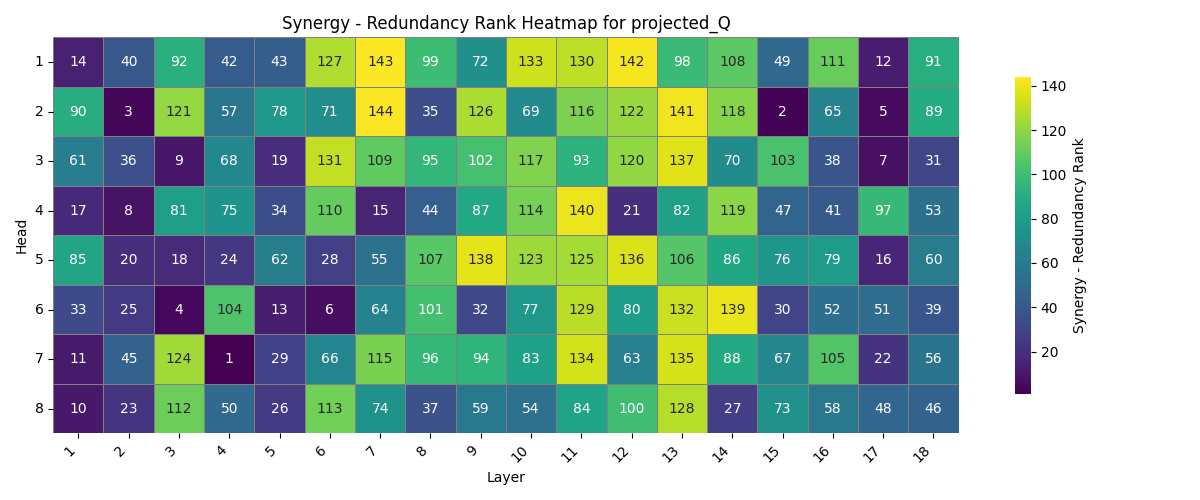 Synergy - Redundancy Rank Heatmap for projected_Q
1 14 40 92 42 43 127 143 99 72 133 130 142 98 108 49 111 12 91
2 90 3 121 57 78 71 144 35 126 69 116 122 141 118 2 65 5 89
3 61 36 9 68 19 131 109 95 102 117 93 120 137 70 103 38 7 31
4 17 8 81 75 34 110 15 44 87 114 140 21 82 119 47 41 97 53
5 85 20 18 24 62 28 55 107 138 123 125 136 106 86 76 79 16 60
6 33 25 4 104 13 6 64 101 32 77 129 80 132 139 30 52 51 39
7 11 45 124 1 29 66 115 96 94 83 134 63 135 88 67 105 22 56
8 10 23 112 50 26 113 74 37 59 54 84 100 128 27 73 58 48 46
1 2 3 4 5 6 7 8 9 10 11 12 13 14 15 16 17 18
Layer
Head
140
120
100
80
60
40
20
Synergy - Redundancy Rank